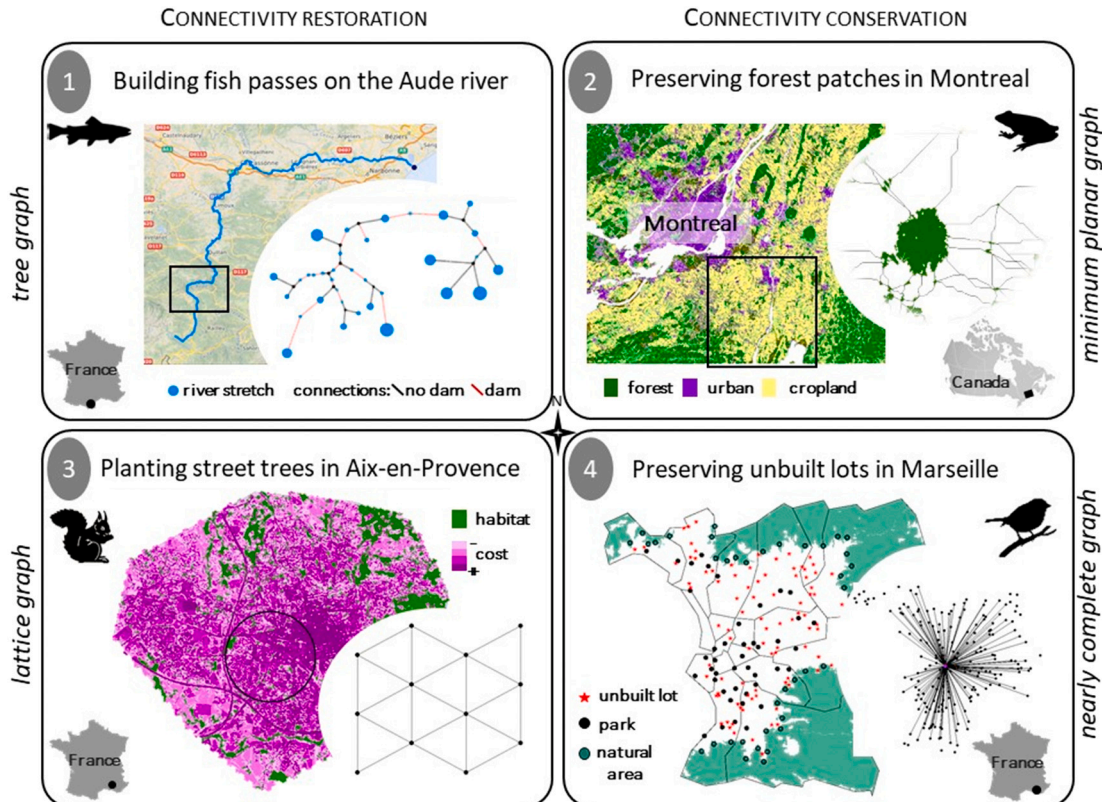 CONNECTIVITY RESTORATION
CONNECTIVITY CONSERVATION
1
Building fish passes on the Aude river
tree graph
Narbonne
Béziers
France
river stretch connections: no dam dam
2
Preserving forest patches in Montreal
Montreal
minimum planar graph
Canada
forest urban cropland
N
3
Planting street trees in Aix-en-Provence
habitat
−
cost
+
lattice graph
France
4
Preserving unbuilt lots in Marseille
unbuilt lot
park
natural
area
nearly complete graph
France